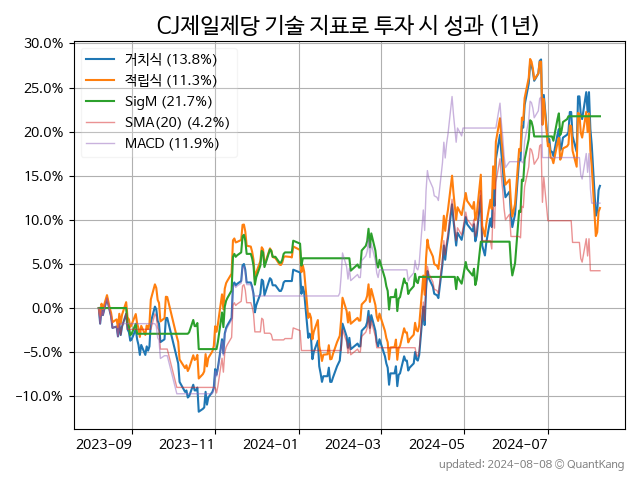 CJ제일제당 기술 지표로 투자 시 성과 (1년)
30.0%
25.0%
20.0%
15.0%
10.0%
5.0%
0.0%
−5.0%
−10.0%
거치식 (13.8%)
적립식 (11.3%)
SigM (21.7%)
SMA(20) (4.2%)
MACD (11.9%)
2023-09 2023-11 2024-01 2024-03 2024-05 2024-07
updated: 2024-08-08 © QuantKang